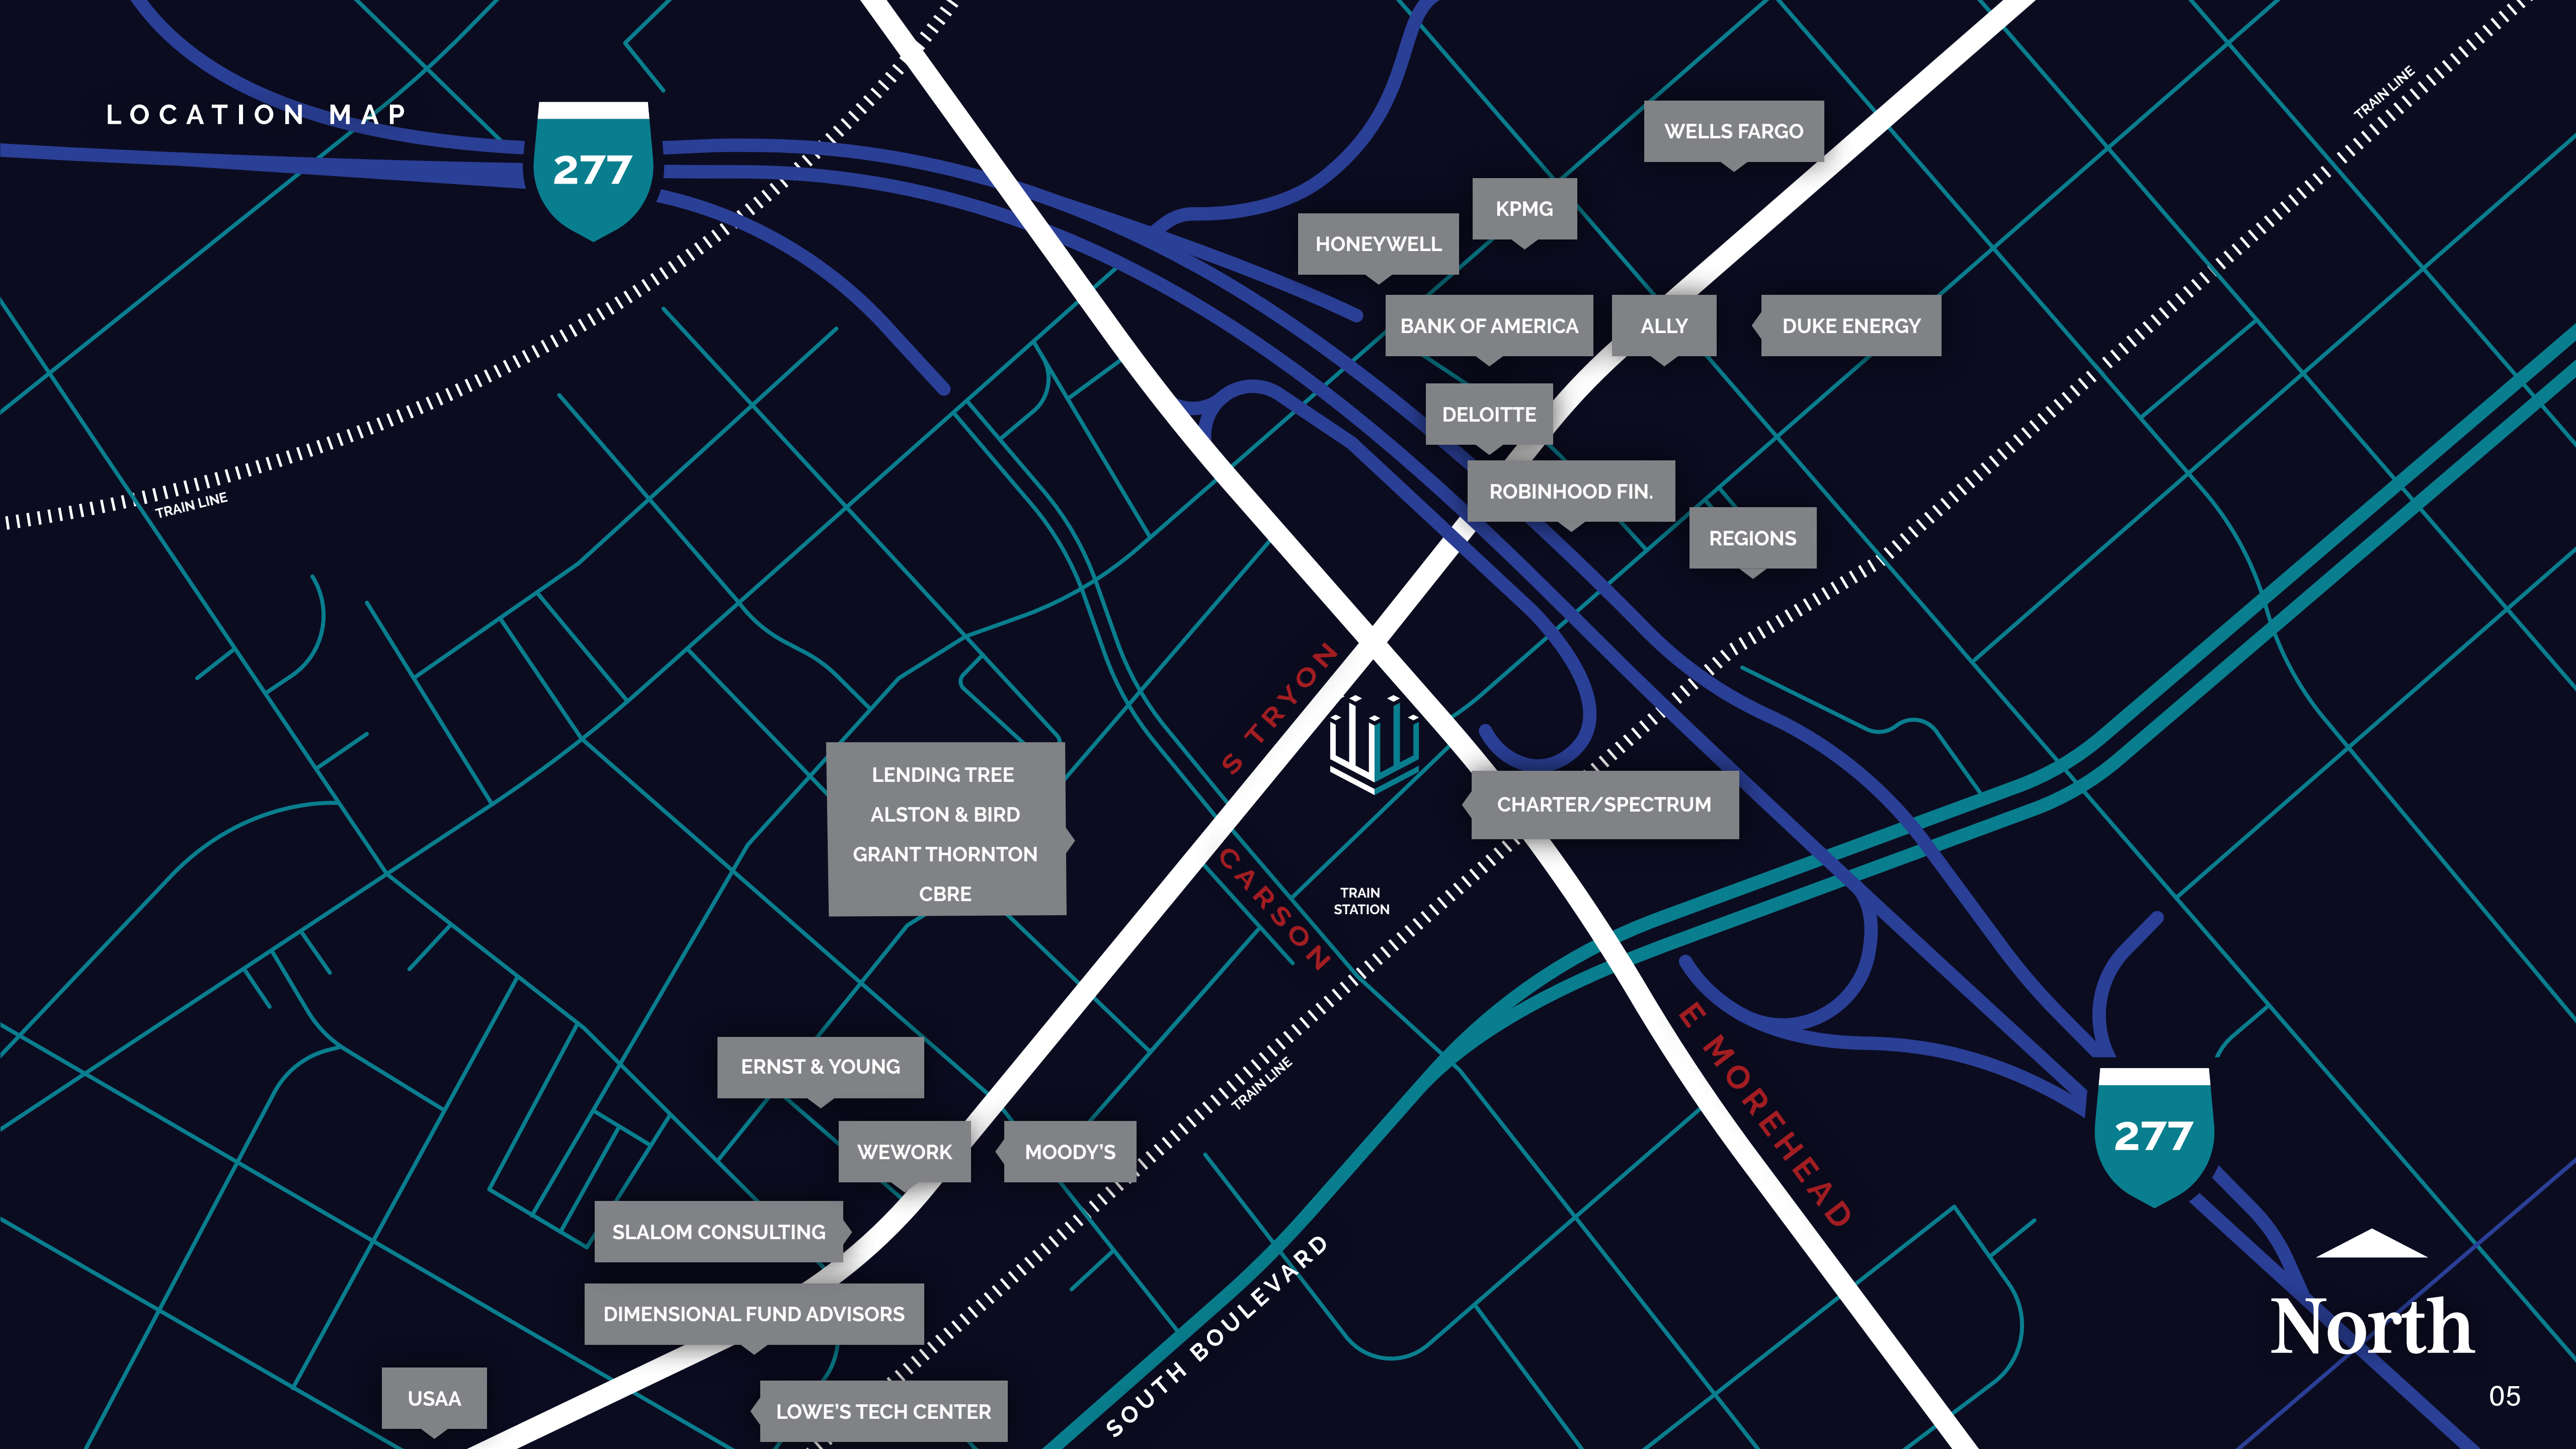 LOCATION MAP
277
TRAIN LINE
WELLS FARGO
KPMG
HONEYWELL
BANK OF AMERICA
ALLY
DUKE ENERGY
DELOITTE
ROBINHOOD FIN.
REGIONS
TRAIN LINE
S TRYON
LENDING TREE
ALSTON & BIRD
GRANT THORNTON
CBRE
CHARTER/SPECTRUM
CARSON
TRAIN
STATION
E MOREHEAD
ERNST & YOUNG
TRAIN LINE
WEWORK
MOODY'S
277
SLALOM CONSULTING
SOUTH BOULEVARD
DIMENSIONAL FUND ADVISORS
USAA
LOWE'S TECH CENTER
North
05